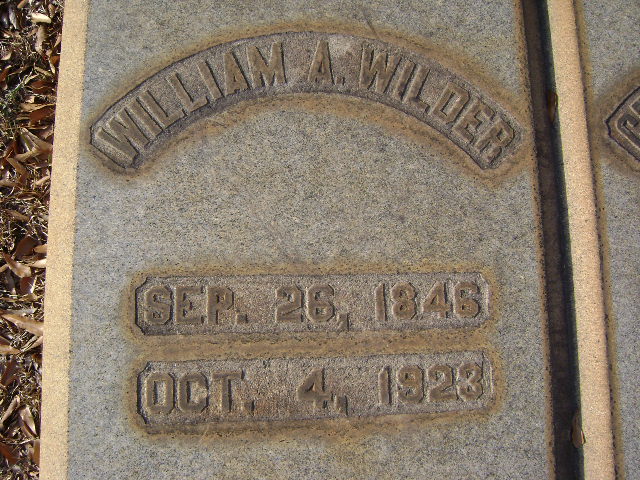 WILLIAM A. WILDER
SEP. 26, 1846
OCT. 4, 1923